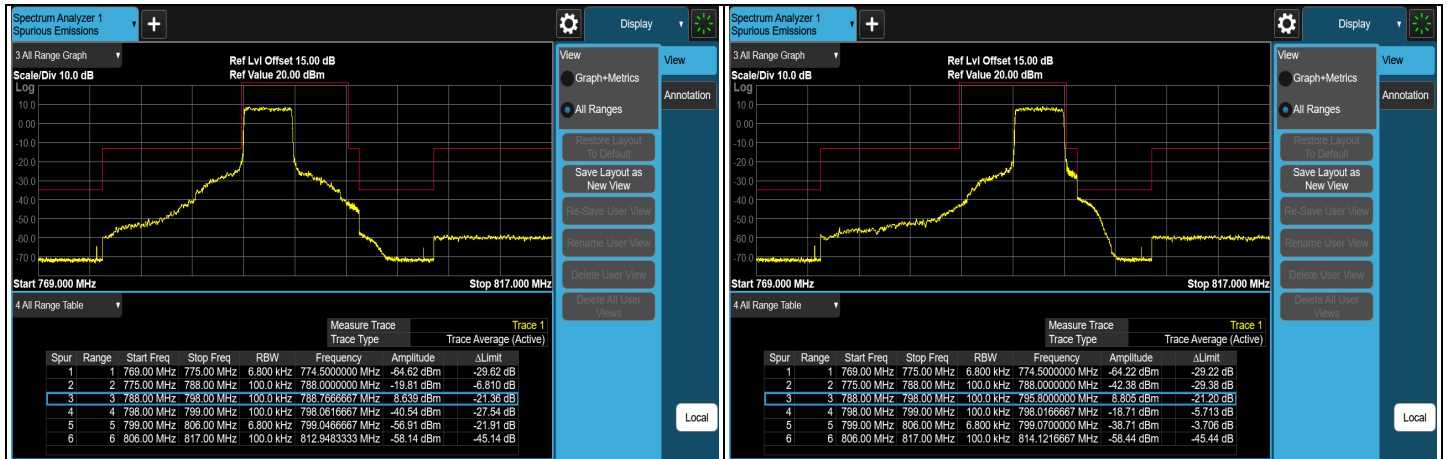 Spectrum Analyzer 1
Spurious Emissions
+
Display
3 All Range Graph
Ref Lvl Offset 15.00 dB
Scale/Div 10.0 dB
Ref Value 20.00 dBm
Log
10.0
0.00
-10.0
-20.0
-30.0
-40.0
-50.0
-60.0
-70.0
Start 769.000 MHz
Stop 817.000 MHz
View
Graph+Metrics
All Ranges
Restore Layout
To Default
Save Layout as
New View
Re-Save User View
Rename User View
Delete User View
Delete All User
Views
View
Annotation
Local
4 All Range Table
Measure Trace Trace 1
Trace Type Trace Average (Active)
Spur Range Start Freq Stop Freq RBW Frequency Amplitude ΔLimit
1 1 769.00 MHz 775.00 MHz 6.800 kHz 774.5000000 MHz -64.62 dBm -29.62 dB
2 2 775.00 MHz 788.00 MHz 100.0 kHz 788.0000000 MHz -19.81 dBm -6.810 dB
3 3 788.00 MHz 798.00 MHz 100.0 kHz 788.7666667 MHz 8.639 dBm -21.36 dB
4 4 798.00 MHz 799.00 MHz 100.0 kHz 798.0616667 MHz -40.54 dBm -27.54 dB
5 5 799.00 MHz 806.00 MHz 6.800 kHz 799.0466667 MHz -56.91 dBm -21.91 dB
6 6 806.00 MHz 817.00 MHz 100.0 kHz 812.9483333 MHz -58.14 dBm -45.14 dB
Spectrum Analyzer 1
Spurious Emissions
+
Display
3 All Range Graph
Ref Lvl Offset 15.00 dB
Scale/Div 10.0 dB
Ref Value 20.00 dBm
Log
10.0
0.00
-10.0
-20.0
-30.0
-40.0
-50.0
-60.0
-70.0
Start 769.000 MHz
Stop 817.000 MHz
View
Graph+Metrics
All Ranges
Restore Layout
To Default
Save Layout as
New View
Re-Save User View
Rename User View
Delete User View
Delete All User
Views
View
Annotation
Local
4 All Range Table
Measure Trace Trace 1
Trace Type Trace Average (Active)
Spur Range Start Freq Stop Freq RBW Frequency Amplitude ΔLimit
1 1 769.00 MHz 775.00 MHz 6.800 kHz 774.5000000 MHz -64.22 dBm -29.22 dB
2 2 775.00 MHz 788.00 MHz 100.0 kHz 788.0000000 MHz -42.38 dBm -29.38 dB
3 3 788.00 MHz 798.00 MHz 100.0 kHz 795.8000000 MHz 8.805 dBm -21.20 dB
4 4 798.00 MHz 799.00 MHz 100.0 kHz 798.0166667 MHz -18.71 dBm -5.713 dB
5 5 799.00 MHz 806.00 MHz 6.800 kHz 799.0700000 MHz -38.71 dBm -3.706 dB
6 6 806.00 MHz 817.00 MHz 100.0 kHz 814.1216667 MHz -58.44 dBm -45.44 dB